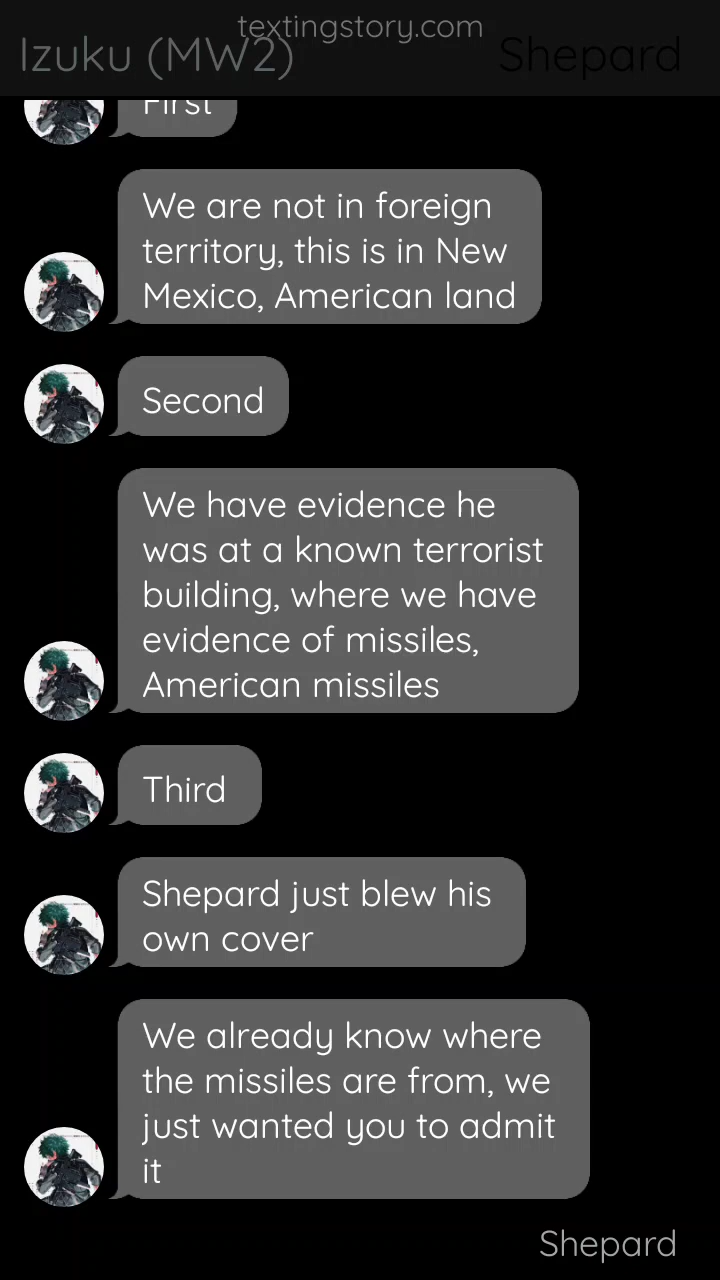 textingstory.com
Izuku (MW2)
Shepard
First
We are not in foreign
territory, this is in New
Mexico, American land
Second
We have evidence he
was at a known terrorist
building, where we have
evidence of missiles,
American missiles
Third
Shepard just blew his
own cover
We already know where
the missiles are from, we
just wanted you to admit
it
Shepard